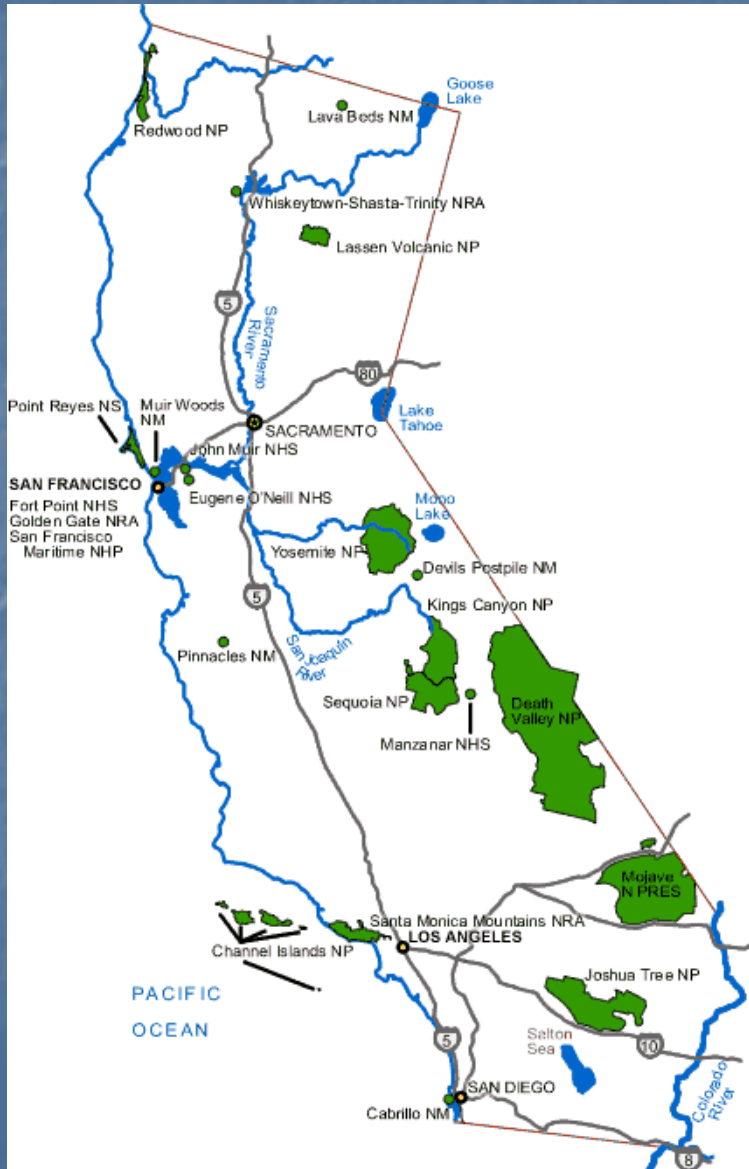 Goose
Lake
Lava Beds NM
Redwood NP
Whiskeytown-Shasta-Trinity NRA
Lassen Volcanic NP
5
Sacramento
River
80
Point Reyes NS
Muir Woods
NM
Lake
Tahoe
SACRAMENTO
John Muir NHS
SAN FRANCISCO
Eugene O'Neill NHS
Mono
Lake
Fort Point NHS
Golden Gate NRA
San Francisco
Maritime NHP
Yosemite NP
Devils Postpile NM
5
Kings Canyon NP
San Joaquin
River
Pinnacles NM
Sequoia NP
Death
Valley NP
Manzanar NHS
Mojave
N PRES
Santa Monica Mountains NRA
LOS ANGELES
Channel Islands NP
Joshua Tree NP
PACIFIC
OCEAN
Salton
Sea
5
10
SAN DIEGO
Cabrillo NM
Colorado
River
8